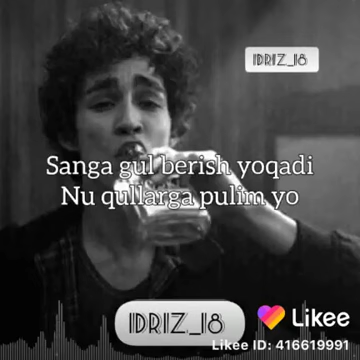 IDRIZ_18
Sanga gul berish yoqadi
Nu qullarga pulim yo
IDRIZ_18
Likee
Likee ID: 416619991